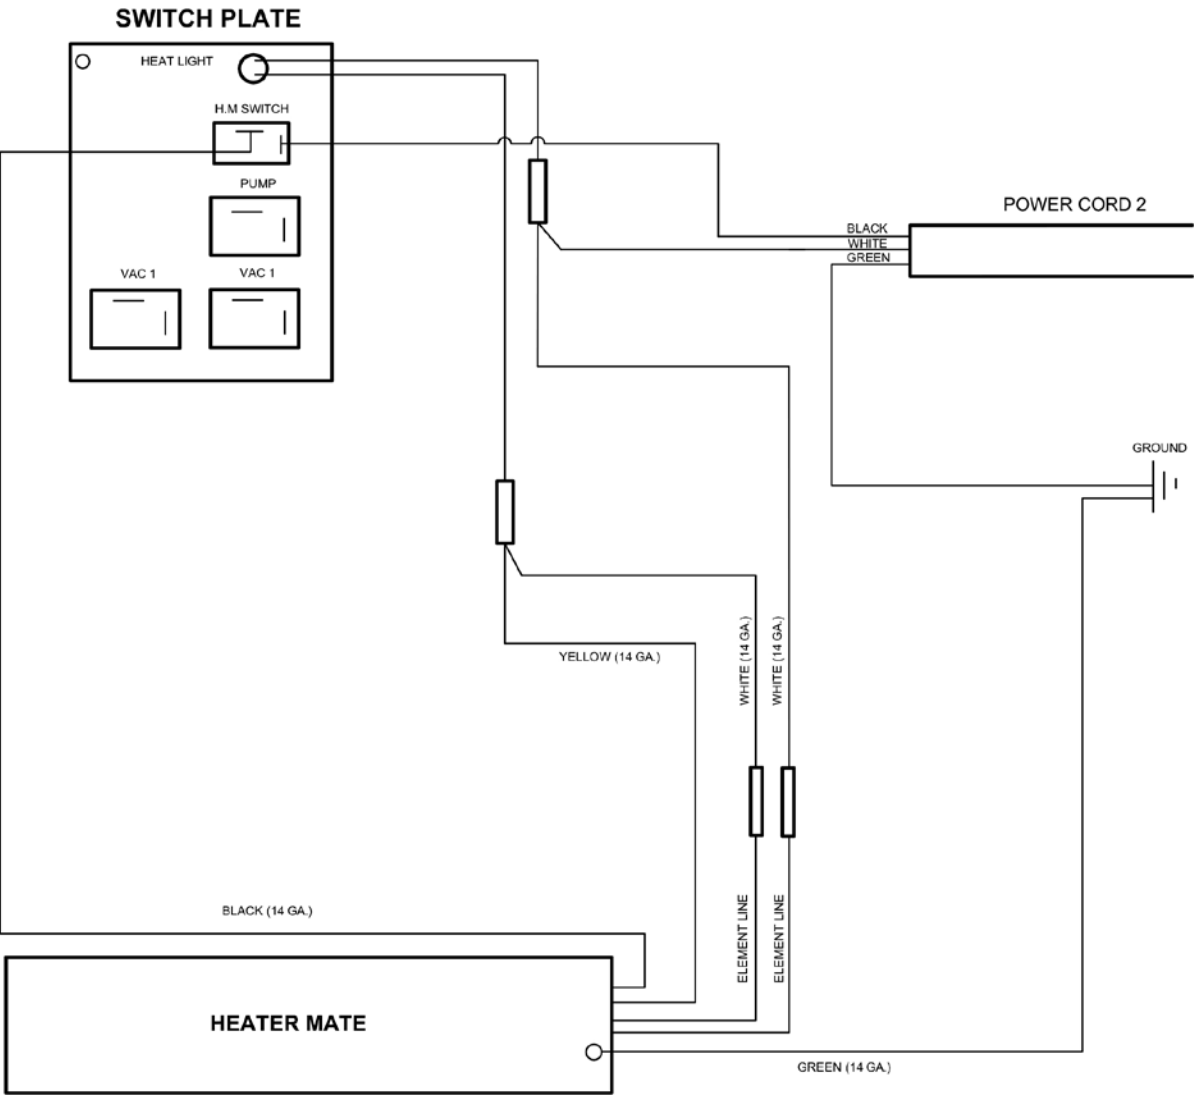 SWITCH PLATE
HEAT LIGHT
H.M SWITCH
PUMP
VAC 1
VAC 1
POWER CORD 2
BLACK
WHITE
GREEN
GROUND
YELLOW (14 GA.)
WHITE (14 GA.)
WHITE (14 GA.)
ELEMENT LINE
ELEMENT LINE
BLACK (14 GA.)
HEATER MATE
GREEN (14 GA.)